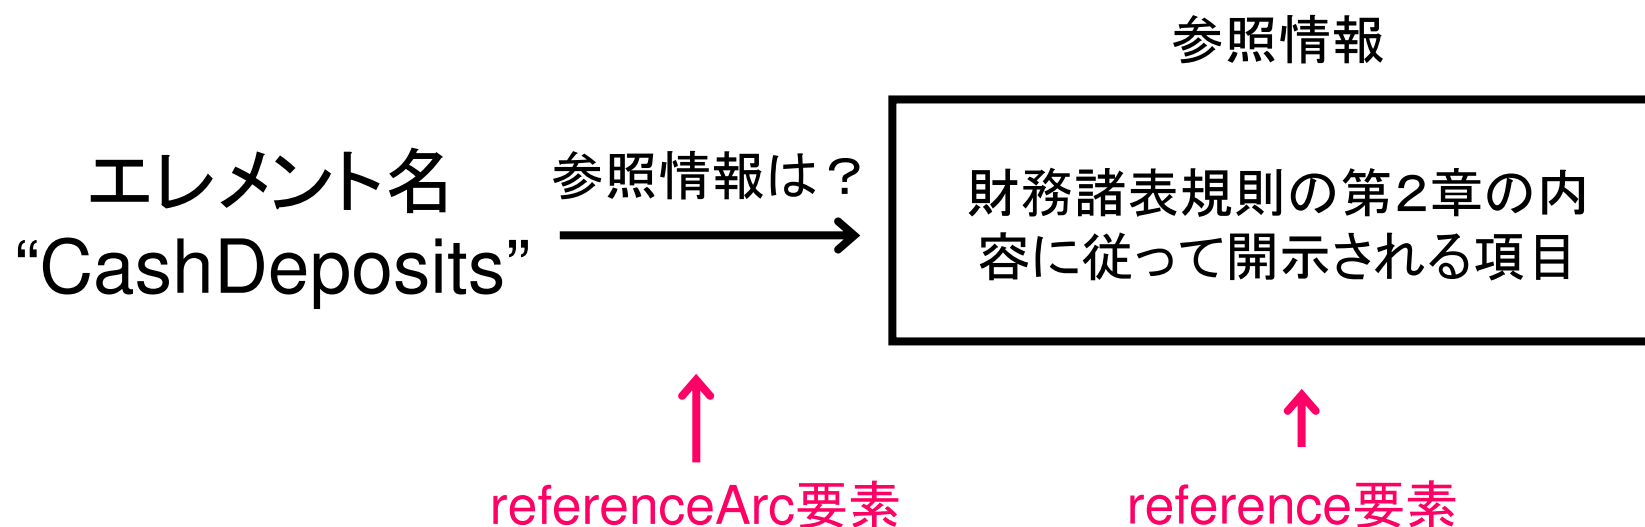 参照情報
エレメント名
“CashDeposits”
参照情報は？
財務諸表規則の第2章の内
容に従って開示される項目
referenceArc要素
reference要素